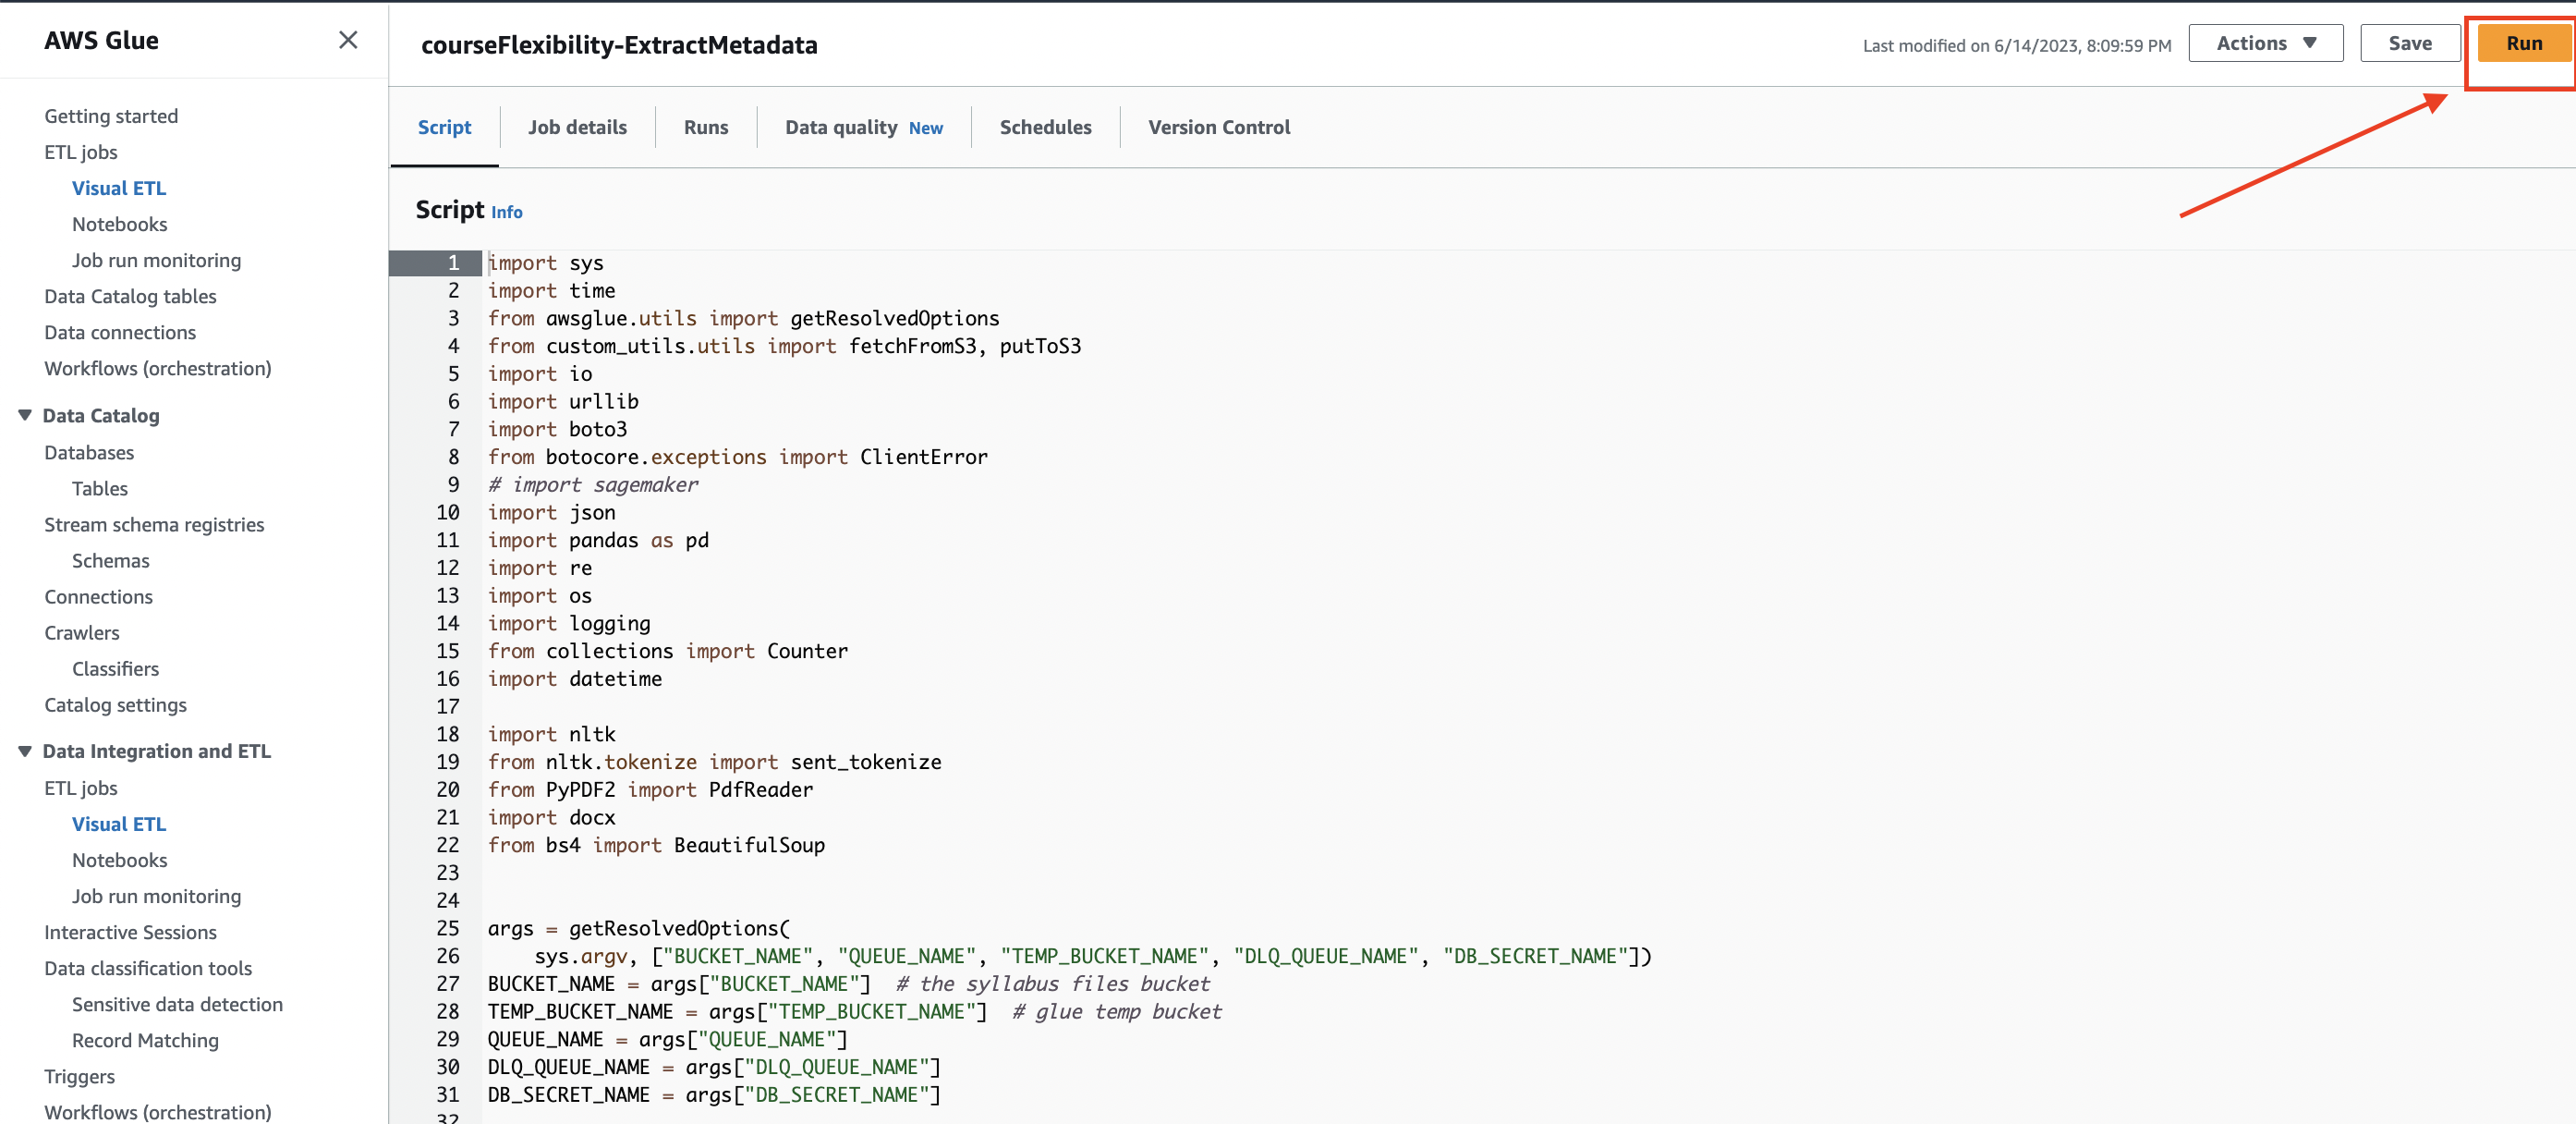 AWS Glue
Getting started
ETL jobs
Visual ETL
Notebooks
Job run monitoring
Data Catalog tables
Data connections
Workflows (orchestration)
Data Catalog
Databases
Tables
Stream schema registries
Schemas
Connections
Crawlers
Classifiers
Catalog settings
Data Integration and ETL
ETL jobs
Visual ETL
Notebooks
Job run monitoring
Interactive Sessions
Data classification tools
Sensitive data detection
Record Matching
Triggers
Workflows (orchestration)
courseFlexibility-ExtractMetadata
Last modified on 6/14/2023, 8:09:59 PM Actions Save Run
Script Job details Runs Data quality New Schedules Version Control
Script Info
1 import sys
2 import time
3 from awsglue.utils import getResolvedOptions
4 from custom_utils.utils import fetchFromS3, putToS3
5 import io
6 import urllib
7 import boto3
8 from botocore.exceptions import ClientError
9 # import sagemaker
10 import json
11 import pandas as pd
12 import re
13 import os
14 import logging
15 from collections import Counter
16 import datetime
17
18 import nltk
19 from nltk.tokenize import sent_tokenize
20 from PyPDF2 import PdfReader
21 import docx
22 from bs4 import BeautifulSoup
23
24
25 args = getResolvedOptions(
26     sys.argv, ["BUCKET_NAME", "QUEUE_NAME", "TEMP_BUCKET_NAME", "DLQ_QUEUE_NAME", "DB_SECRET_NAME"])
27 BUCKET_NAME = args["BUCKET_NAME"]  # the syllabus files bucket
28 TEMP_BUCKET_NAME = args["TEMP_BUCKET_NAME"]  # glue temp bucket
29 QUEUE_NAME = args["QUEUE_NAME"]
30 DLQ_QUEUE_NAME = args["DLQ_QUEUE_NAME"]
31 DB_SECRET_NAME = args["DB_SECRET_NAME"]
32